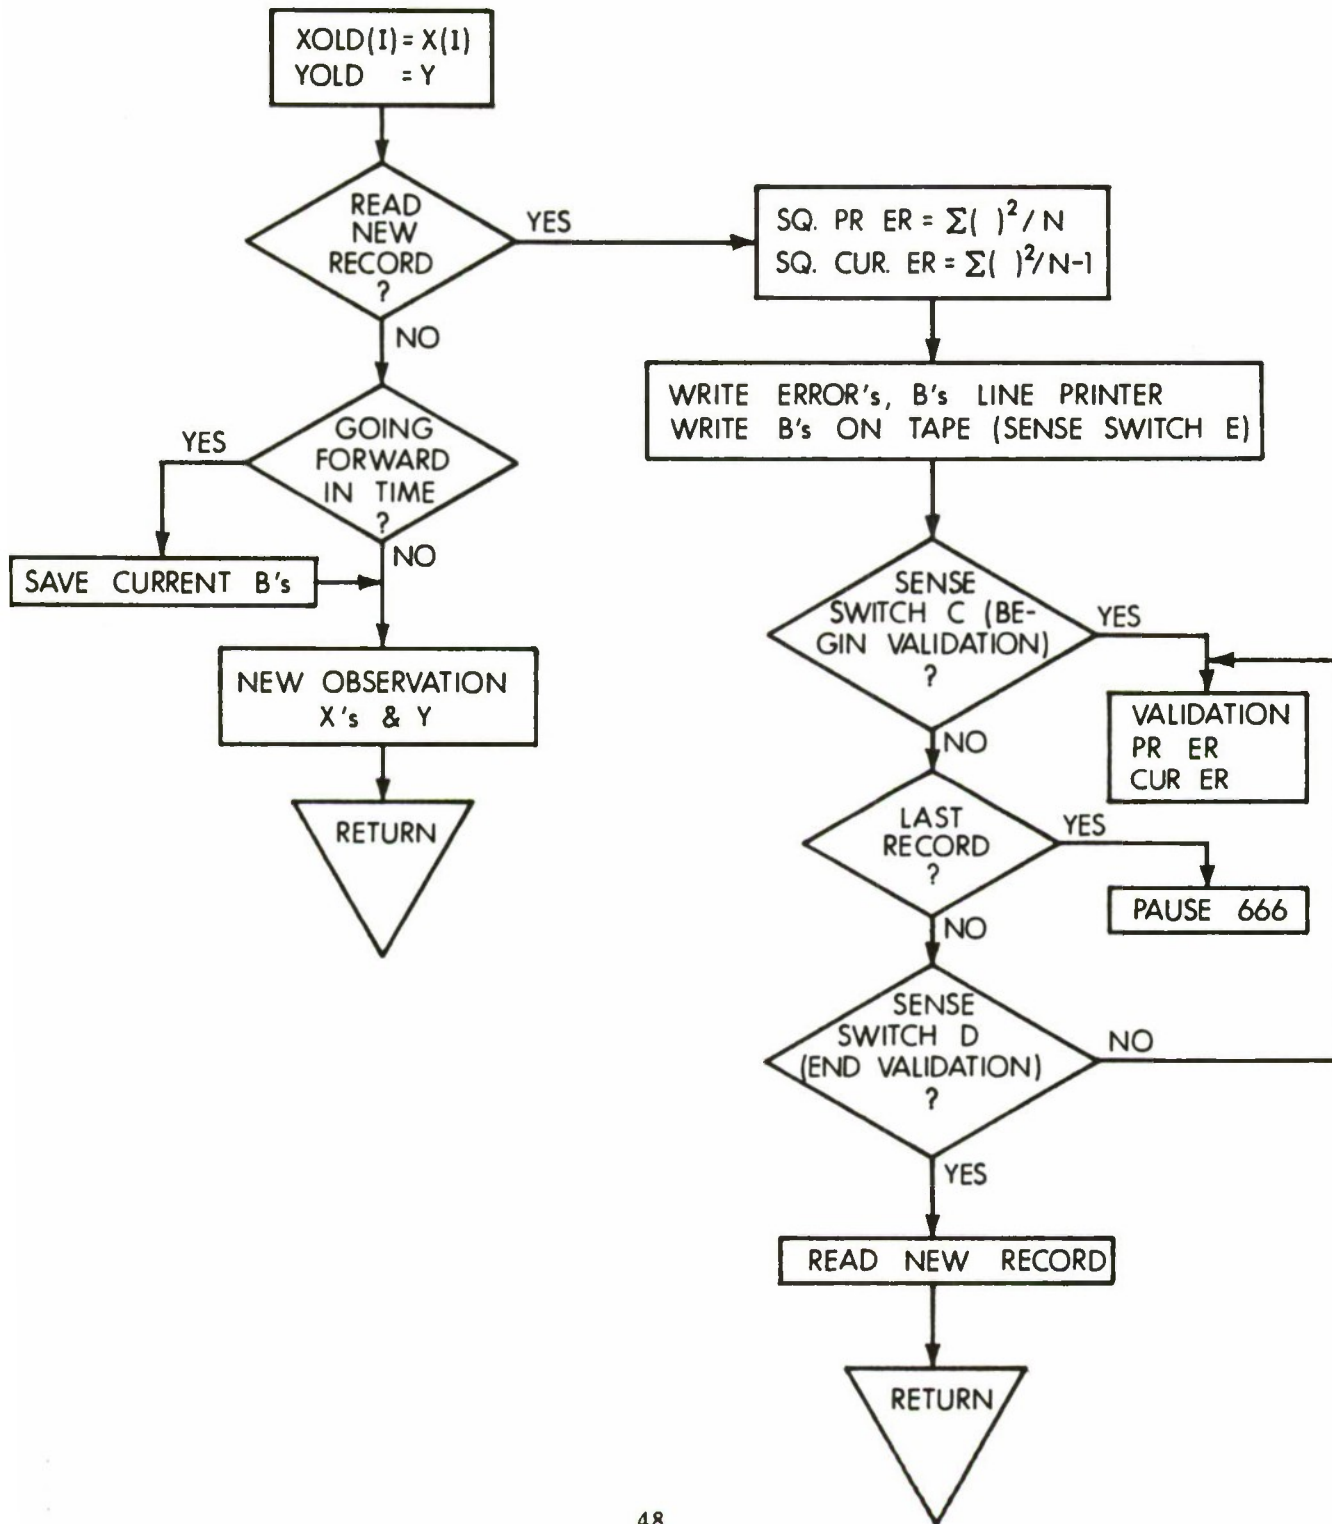 XOLD(I)= X(I)
YOLD = Y
READ
NEW
RECORD
?
YES
NO
SQ. PR ER = Σ( )²/ N
SQ. CUR. ER = Σ( )²/N-1
WRITE ERROR's, B's LINE PRINTER
WRITE B's ON TAPE (SENSE SWITCH E)
GOING
FORWARD
IN TIME
?
YES
NO
SAVE CURRENT B's
NEW OBSERVATION
X's & Y
RETURN
SENSE
SWITCH C (BE-
GIN VALIDATION)
?
YES
NO
VALIDATION
PR ER
CUR ER
LAST
RECORD
?
YES
NO
PAUSE 666
SENSE
SWITCH D
(END VALIDATION)
?
NO
YES
READ NEW RECORD
RETURN
48